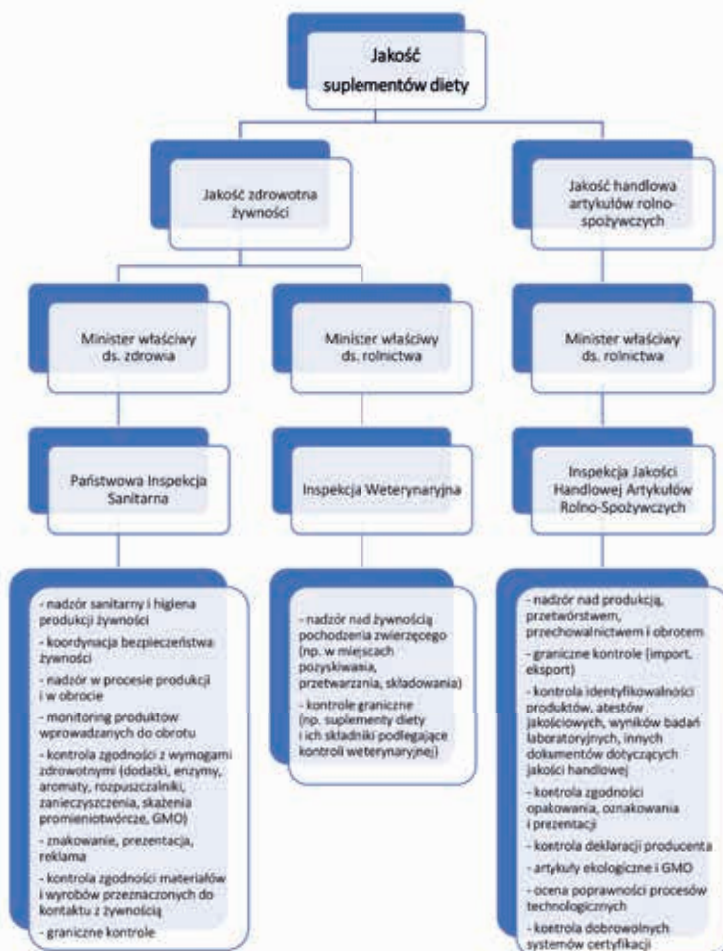 Jakość
suplementów diety
Jakość zdrowotna
żywności
Jakość handlowa
artykułów rolno-
spożywczych
Minister właściwy
ds. zdrowia
Minister właściwy
ds. rolnictwa
Minister właściwy
ds. rolnictwa
Państwowa Inspekcja
Sanitarna
Inspekcja Weterynaryjna
Inspekcja Jakości
Handlowej Artykułów
Rolno-Spożywczych
- nadzór sanitarny i higiena
produkcji żywności
- koordynacja bezpieczeństwa
żywności
- nadzór w procesie produkcji
i w obrocie
- monitoring produktów
wprowadzanych do obrotu
- kontrola zgodności z wymogami
zdrowotnymi (dodatki, enzymy,
aromaty, rozpuszczalniki,
zanieczyszczenia, skażenia
promieniotwórcze, GMO)
- znakowanie, prezentacja,
reklama
- kontrola zgodności materiałów
i wyrobów przeznaczonych do
kontaktu z żywnością
- graniczne kontrole
- nadzór nad żywnością
pochodzenia zwierzęcego
(np. w miejscach
pozyskiwania,
przetwarznia, składowania)
- kontrole graniczne
(np. suplementy diety
i ich składniki podlegające
kontroli weterynaryjnej)
- nadzór nad produkcją,
przetwórstwem,
przechowalnictwem i obrotem
- graniczne kontrole (import,
eksport)
- kontrola identyfikowalności
produktów, atestów
jakościowych, wyników badań
laboratoryjnych, innych
dokumentów dotyczących
jakości handlowej
- kontrola zgodności
opakowania, oznakowania
i prezentacji
- kontrola deklaracji producenta
- artykuły ekologiczne i GMO
- ocena poprawności procesów
technologicznych
- kontrola dobrowolnych
systemów certyfikacji